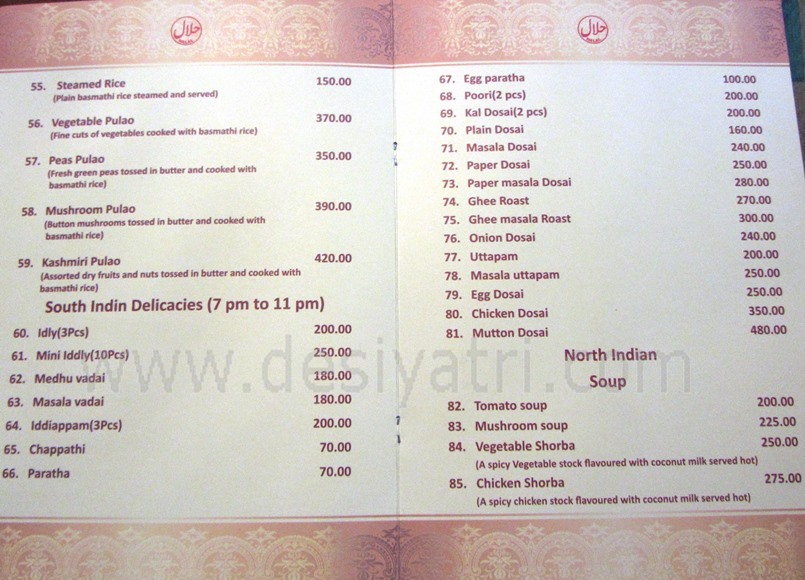 حلال
55. Steamed Rice 150.00
(Plain basmathi rice steamed and served)
56. Vegetable Pulao 370.00
(Fine cuts of vegetables cooked with basmathi rice)
57. Peas Pulao 350.00
(Fresh green peas tossed in butter and cooked with
basmathi rice)
58. Mushroom Pulao 390.00
(Button mushrooms tossed in butter and cooked with
basmathi rice)
59. Kashmiri Pulao 420.00
(Assorted dry fruits and nuts tossed in butter and cooked with
basmathi rice)
South Indin Delicacies (7 pm to 11 pm)
60. Idly(3Pcs) 200.00
61. Mini Iddly(10Pcs) 250.00
62. Medhu vadai 180.00
63. Masala vadai 180.00
64. Iddiappam(3Pcs) 200.00
65. Chappathi 70.00
66. Paratha 70.00
حلال
67. Egg paratha 100.00
68. Poori(2 pcs) 200.00
69. Kal Dosai(2 pcs) 200.00
70. Plain Dosai 160.00
71. Masala Dosai 240.00
72. Paper Dosai 250.00
73. Paper masala Dosai 280.00
74. Ghee Roast 270.00
75. Ghee masala Roast 300.00
76. Onion Dosai 240.00
77. Uttapam 200.00
78. Masala uttapam 250.00
79. Egg Dosai 250.00
80. Chicken Dosai 350.00
81. Mutton Dosai 480.00
North Indian
Soup
82. Tomato soup 200.00
83. Mushroom soup 225.00
84. Vegetable Shorba 250.00
(A spicy Vegetable stock flavoured with coconut milk served hot)
85. Chicken Shorba 275.00
(A spicy chicken stock flavoured with coconut milk served hot)
www.desiyatri.com